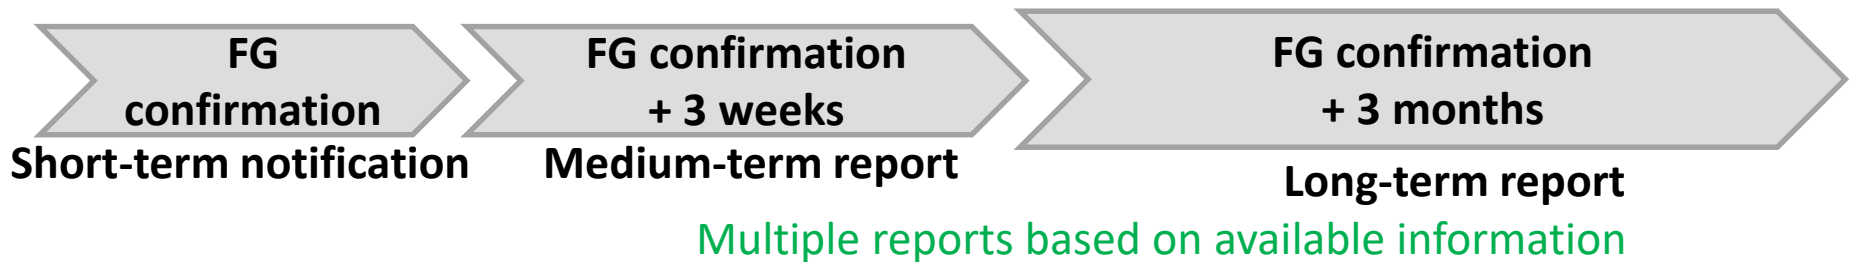 FG
confirmation
Short-term notification
FG confirmation
+ 3 weeks
Medium-term report
FG confirmation
+ 3 months
Long-term report
Multiple reports based on available information